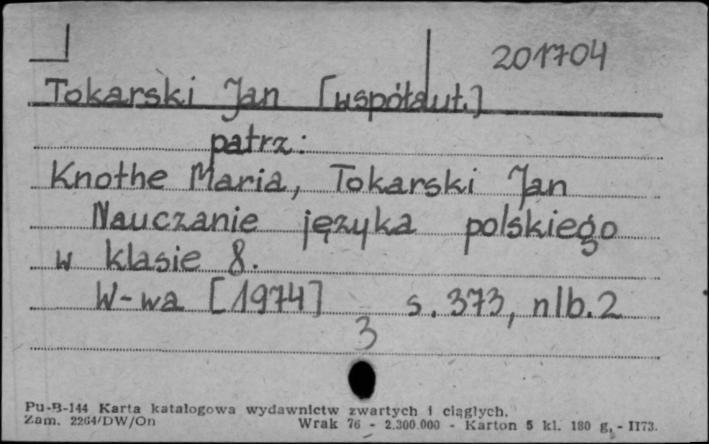 201704
Tokarski Jan [współaut.]
patrz:
Knothe Maria, Tokarski Jan
Nauczanie języka polskiego
w klasie 8.
W-wa [1974] s. 373, nlb. 2
3
Pu-B-144 Karta katalogowa wydawnictw zwartych i ciągłych.
Zam. 2264/DW/On Wrak 76 - 2.300.000 - Karton 5 kl. 180 g. - II73.